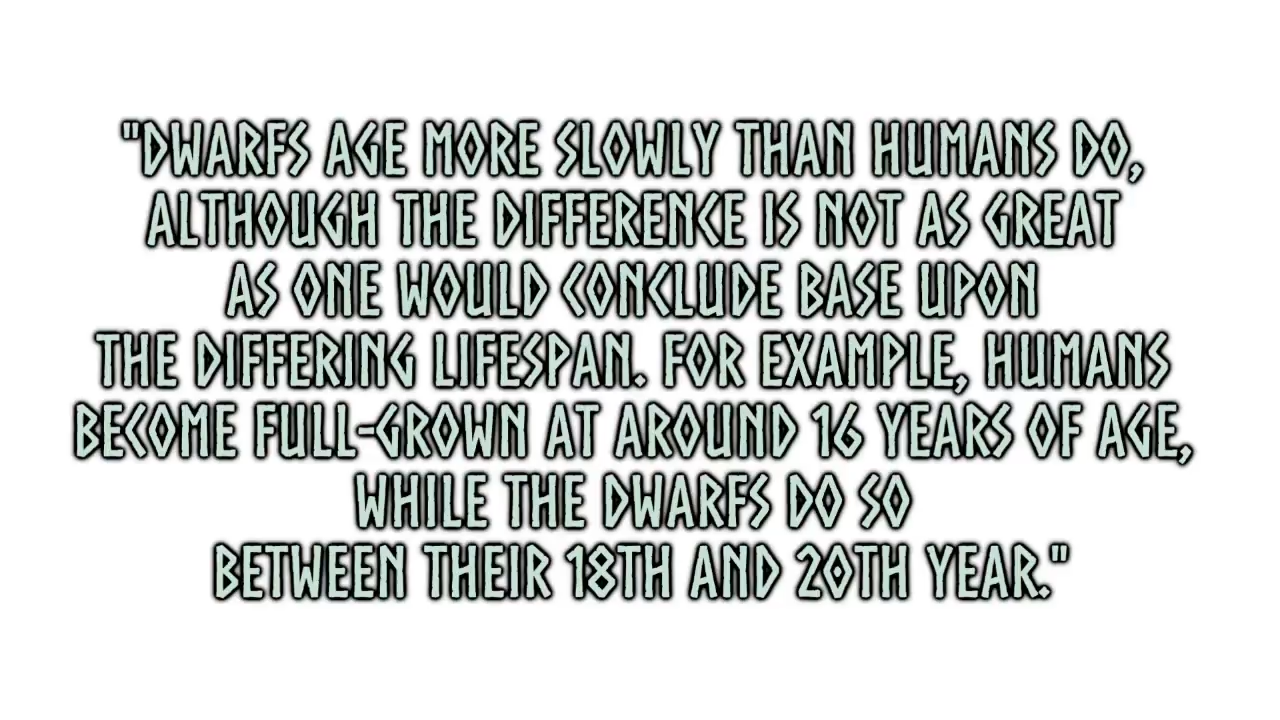 "DWARFS AGE MORE SLOWLY THAN HUMANS DO,
ALTHOUGH THE DIFFERENCE IS NOT AS GREAT
AS ONE WOULD CONCLUDE BASE UPON
THE DIFFERING LIFESPAN. FOR EXAMPLE, HUMANS
BECOME FULL-GROWN AT AROUND 16 YEARS OF AGE,
WHILE THE DWARFS DO SO
BETWEEN THEIR 18TH AND 20TH YEAR."